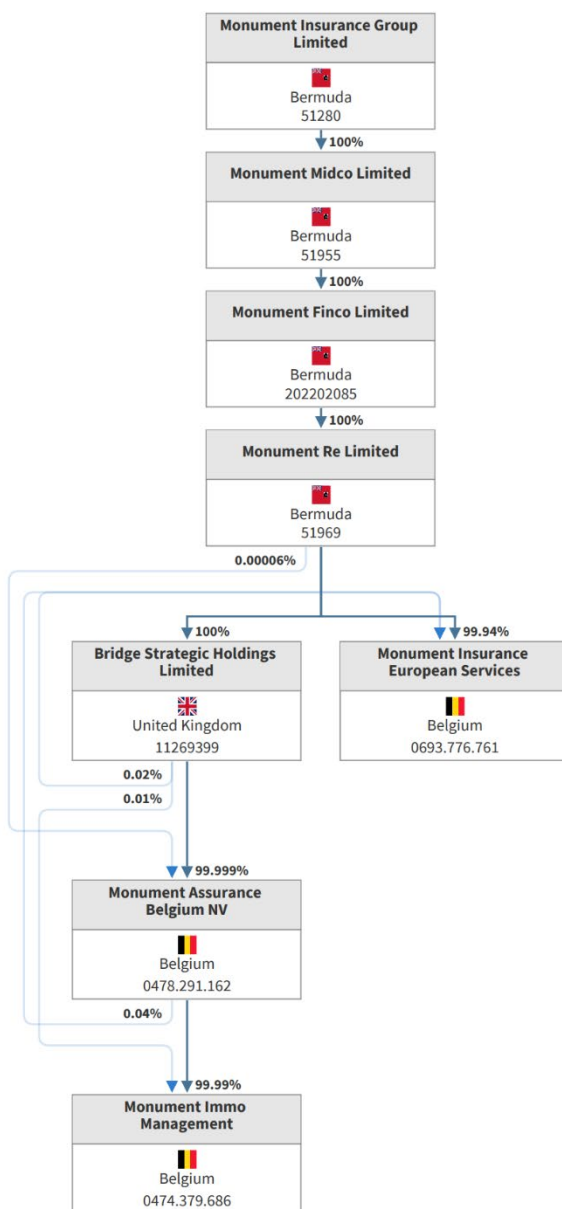 Monument Insurance Group
Limited
Bermuda
51280
100%
Monument Midco Limited
Bermuda
51955
100%
Monument Finco Limited
Bermuda
202202085
100%
Monument Re Limited
Bermuda
51969
0.00006%
100%
99.94%
Bridge Strategic Holdings
Limited
United Kingdom
11269399
Monument Insurance
European Services
Belgium
0693.776.761
0.02%
0.01%
99.999%
Monument Assurance
Belgium NV
Belgium
0478.291.162
0.04%
99.99%
Monument Immo
Management
Belgium
0474.379.686